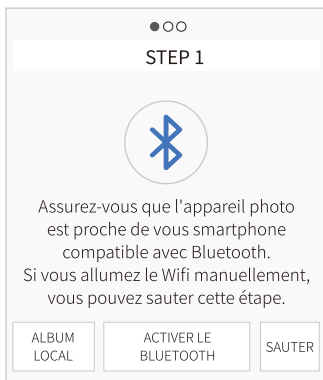 STEP 1
Assurez-vous que l'appareil photo
est proche de vous smartphone
compatible avec Bluetooth.
Si vous allumez le Wifi manuellement,
vous pouvez sauter cette étape.
ALBUM
LOCAL
ACTIVER LE
BLUETOOTH
SAUTER